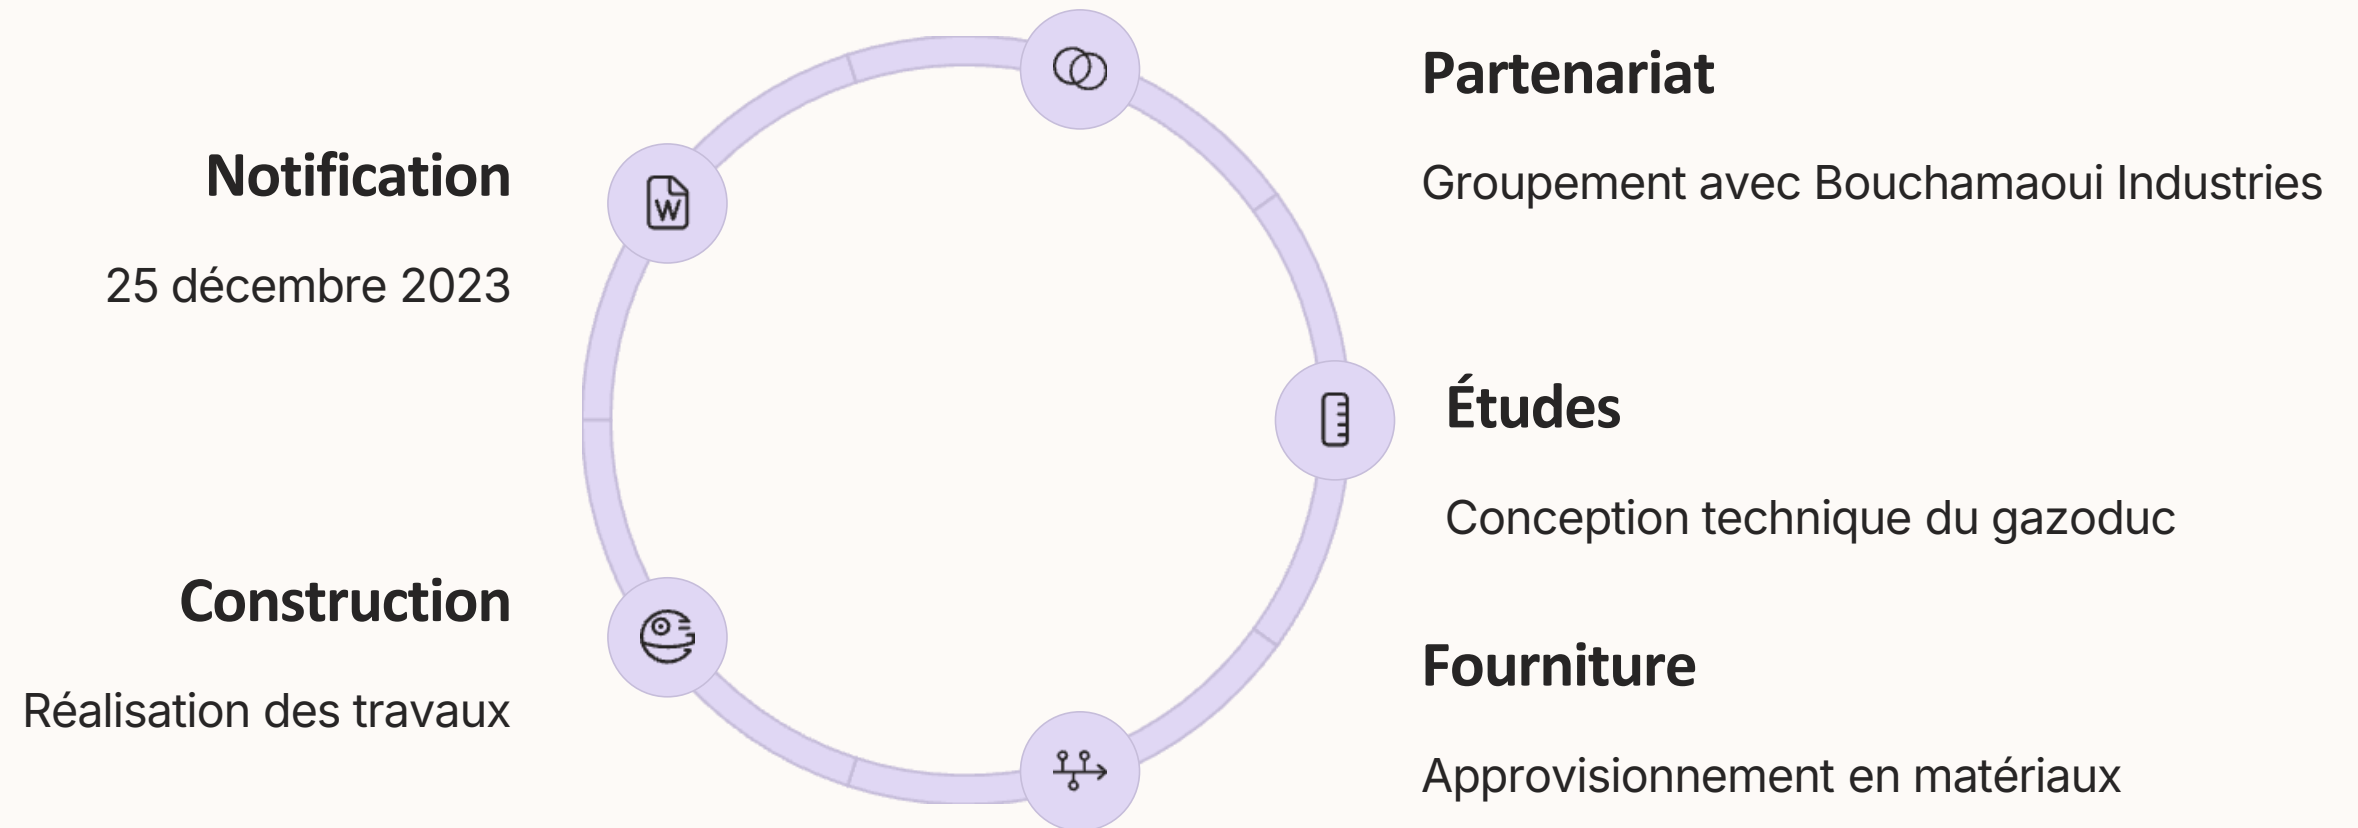 Notification
25 décembre 2023
Partenariat
Groupement avec Bouchamaoui Industries
Études
Conception technique du gazoduc
Fourniture
Approvisionnement en matériaux
Construction
Réalisation des travaux
W